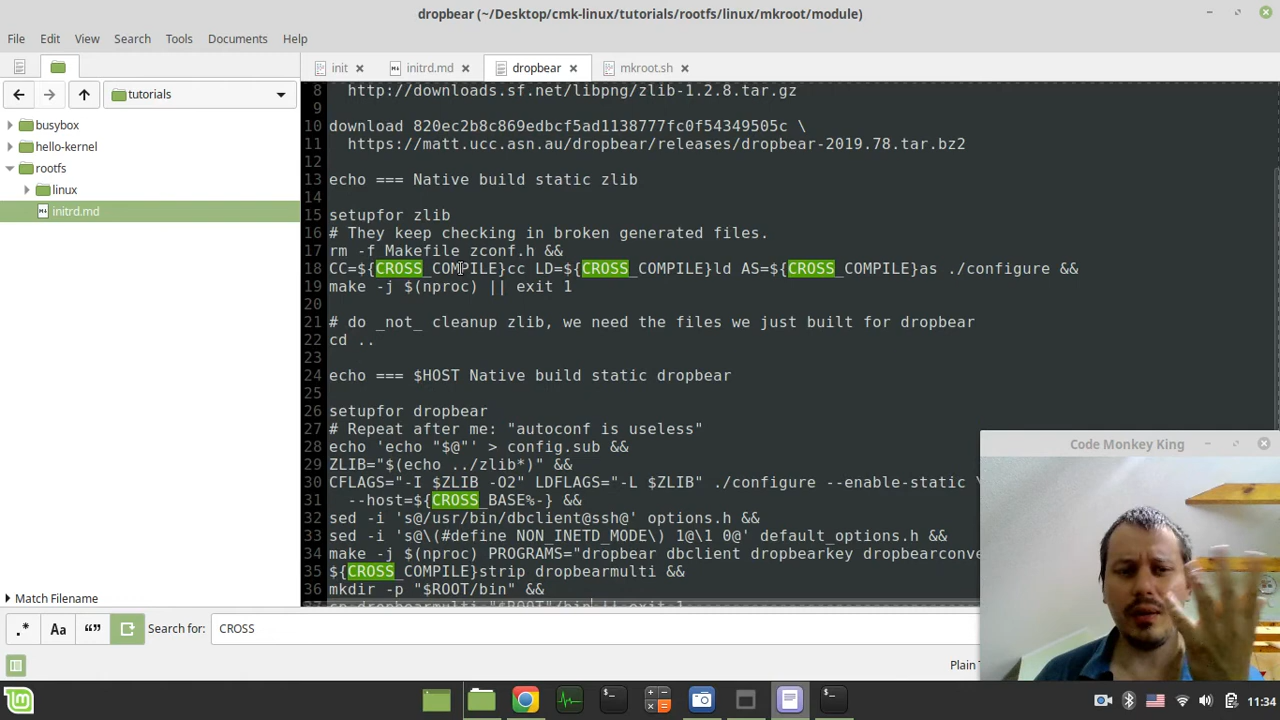 dropbear (~/Desktop/cmk-linux/tutorials/rootfs/linux/mkroot/module)
File Edit View Search Tools Documents Help
init initrd.md dropbear mkroot.sh
tutorials
busybox
hello-kernel
rootfs
linux
initrd.md
8 http://downloads.sf.net/libpng/zlib-1.2.8.tar.gz
9
10 download 820ec2b8c869edbcf5ad1138777fc0f54349505c \
11 https://matt.ucc.asn.au/dropbear/releases/dropbear-2019.78.tar.bz2
12
13 echo === Native build static zlib
14
15 setupfor zlib
16 # They keep checking in broken generated files.
17 rm -f Makefile zconf.h &&
18 CC=${CROSS_COMPILE}cc LD=${CROSS_COMPILE}ld AS=${CROSS_COMPILE}as ./configure &&
19 make -j $(nproc) || exit 1
20
21 # do _not_ cleanup zlib, we need the files we just built for dropbear
22 cd ..
23
24 echo === $HOST Native build static dropbear
25
26 setupfor dropbear
27 # Repeat after me: "autoconf is useless"
28 echo 'echo "$@"' > config.sub &&
29 ZLIB="$(echo ../zlib*)" &&
30 CFLAGS="-I $ZLIB -O2" LDFLAGS="-L $ZLIB" ./configure --enable-static \
31 --host=${CROSS_BASE%-} &&
32 sed -i 's@/usr/bin/dbclient@ssh@' options.h &&
33 sed -i 's@\(#define NON_INETD_MODE\) 1@\1 0@' default_options.h &&
34 make -j $(nproc) PROGRAMS="dropbear dbclient dropbearkey dropbearconve
35 ${CROSS_COMPILE}strip dropbearmulti &&
36 mkdir -p "$ROOT/bin" &&
37 cp dropbearmulti "$ROOT"/bin || exit 1
Code Monkey King
Match Filename
.* Aa “” Search for: CROSS
Plain
11:34